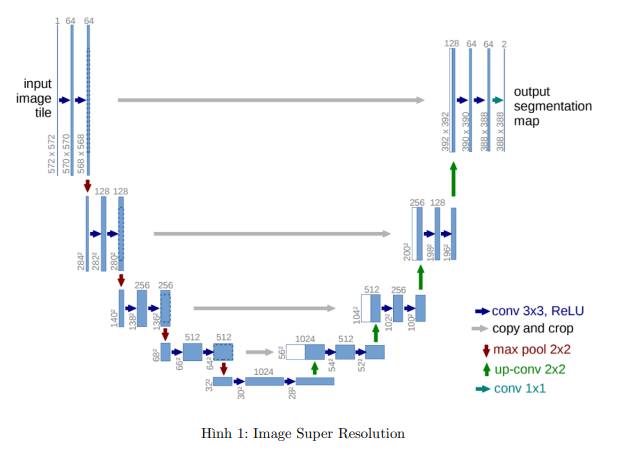 1 64 64
input
image
tile
572 x 572
570 x 570
568 x 568
128 64 64 2
output
segmentation
map
392 x 392
390 x 390
388 x 388
388 x 388
128 128
284²
282²
280²
256 128
200²
198²
196²
256 256
140²
138²
136²
512 256
104²
102²
100²
512 512
68²
66²
64²
1024 512
56²
54²
52²
1024
32²
30²
28²
conv 3x3, ReLU
copy and crop
max pool 2x2
up-conv 2x2
conv 1x1
Hình 1: Image Super Resolution